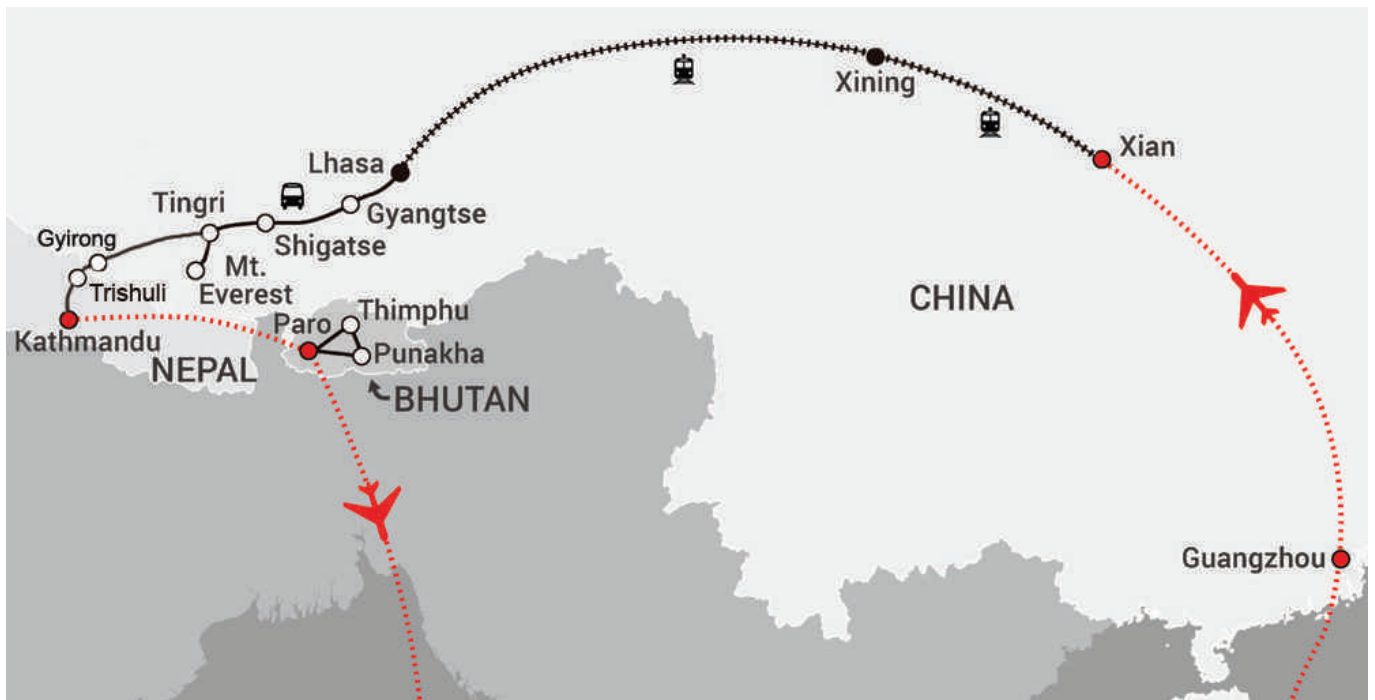 Xining
Xian
Lhasa
Tingri
Gyangtse
Gyirong
Shigatse
Mt.
Everest
Trishuli
CHINA
Thimphu
Paro
Kathmandu
Punakha
NEPAL
BHUTAN
Guangzhou